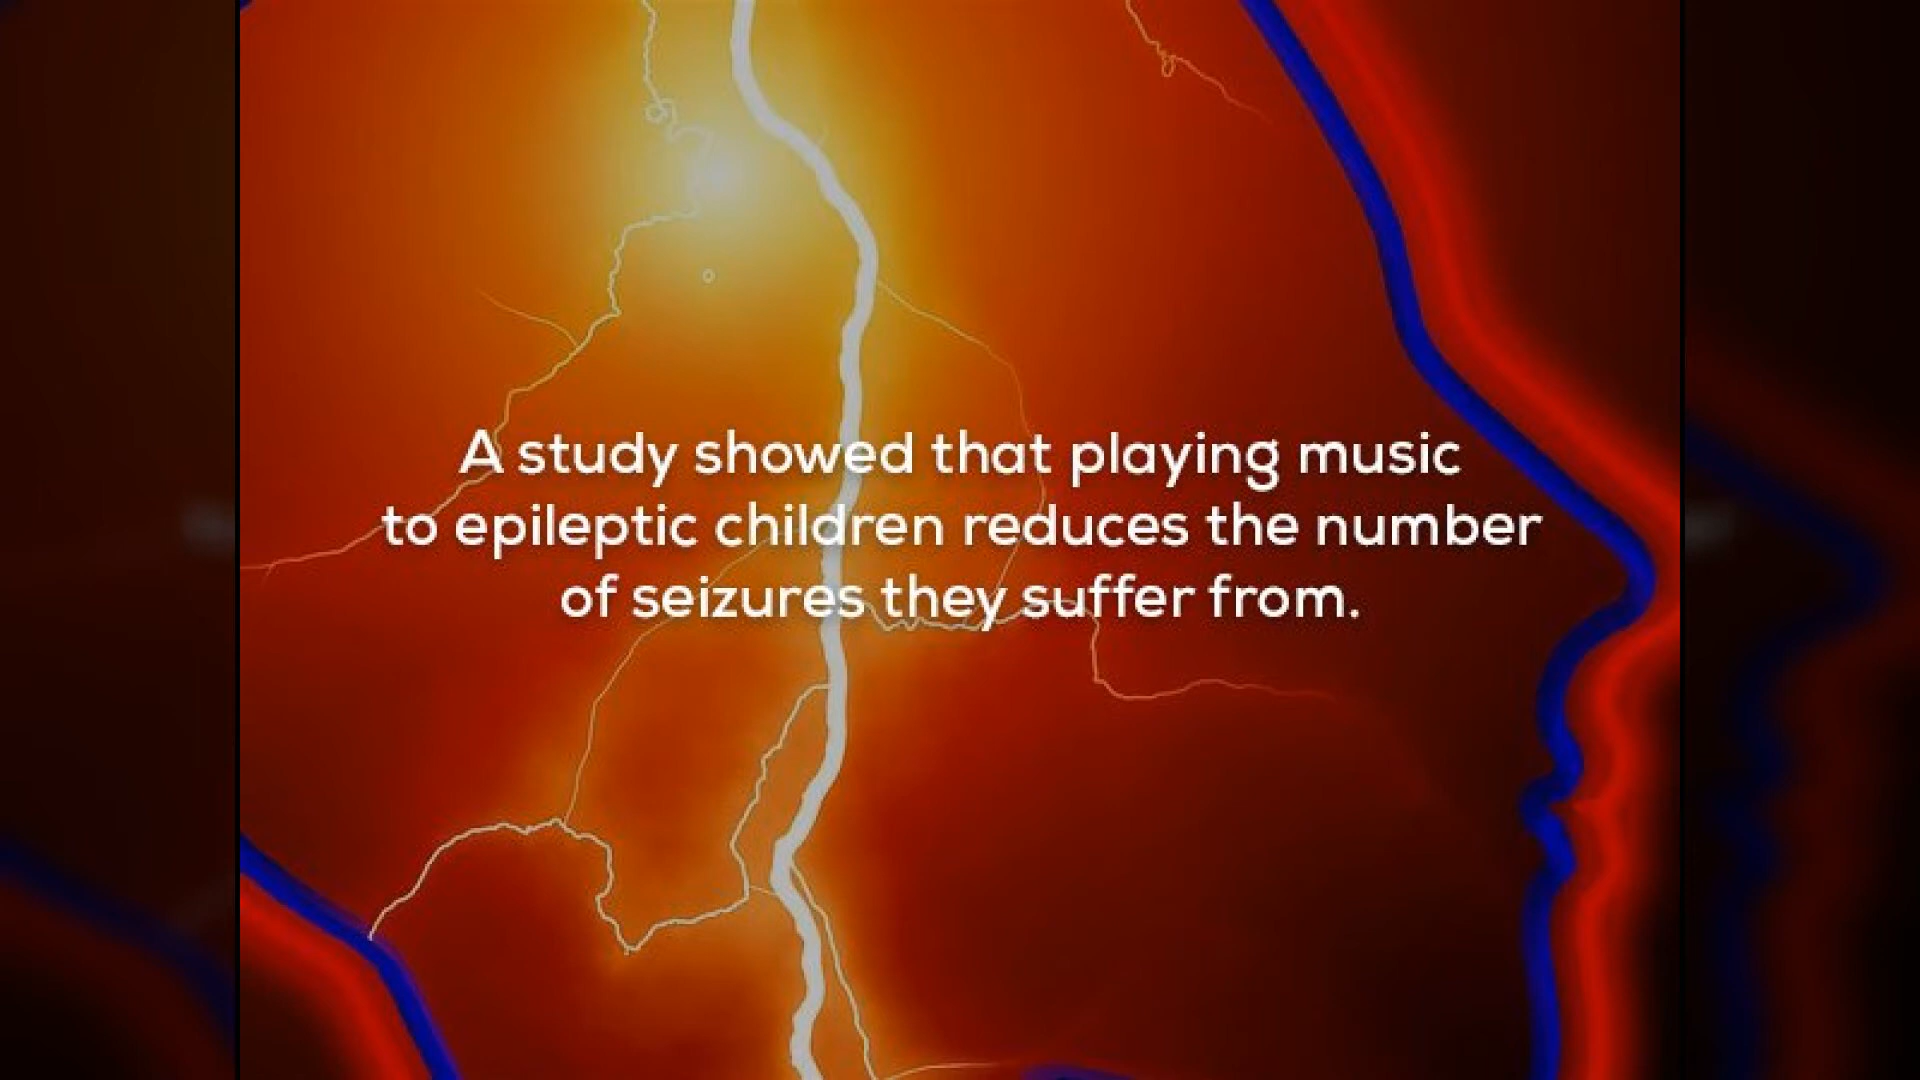 A study showed that playing music
to epileptic children reduces the number
of seizures they suffer from.